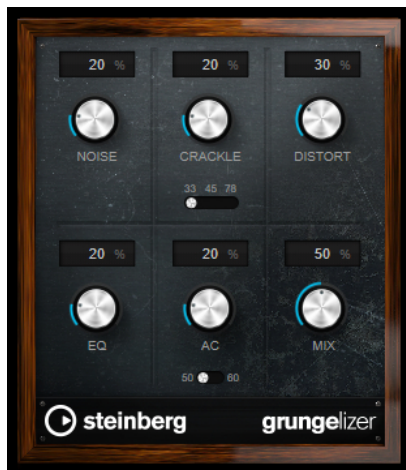 20 % 20 % 30 %
NOISE CRACKLE DISTORT
33 45 78
20 % 20 % 50 %
EQ AC MIX
50 60
steinberg grungelizer